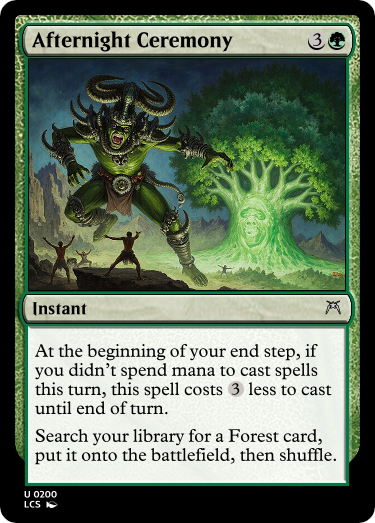 Afternight Ceremony 3
Instant
At the beginning of your end step, if
you didn't spend mana to cast spells
this turn, this spell costs 3 less to cast
until end of turn.
Search your library for a Forest card,
put it onto the battlefield, then shuffle.
U 0200
LCS